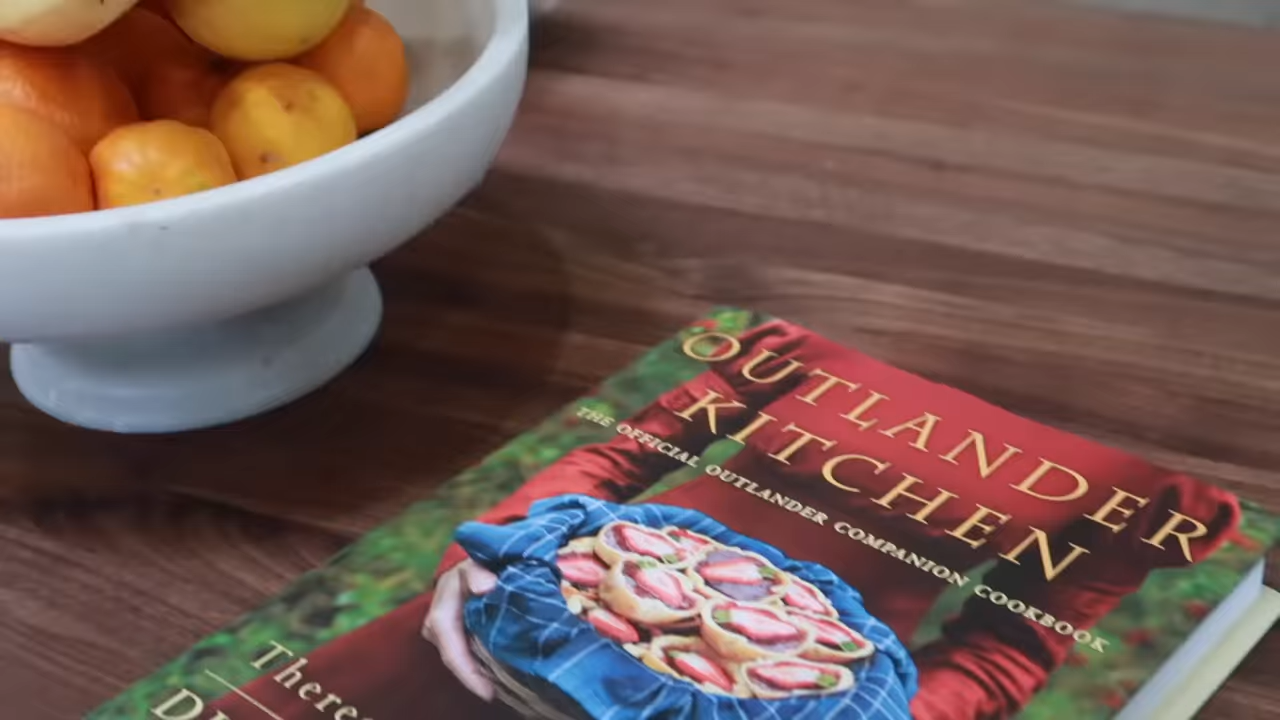 OUTLANDER
KITCHEN
THE OFFICIAL OUTLANDER COMPANION COOKBOOK